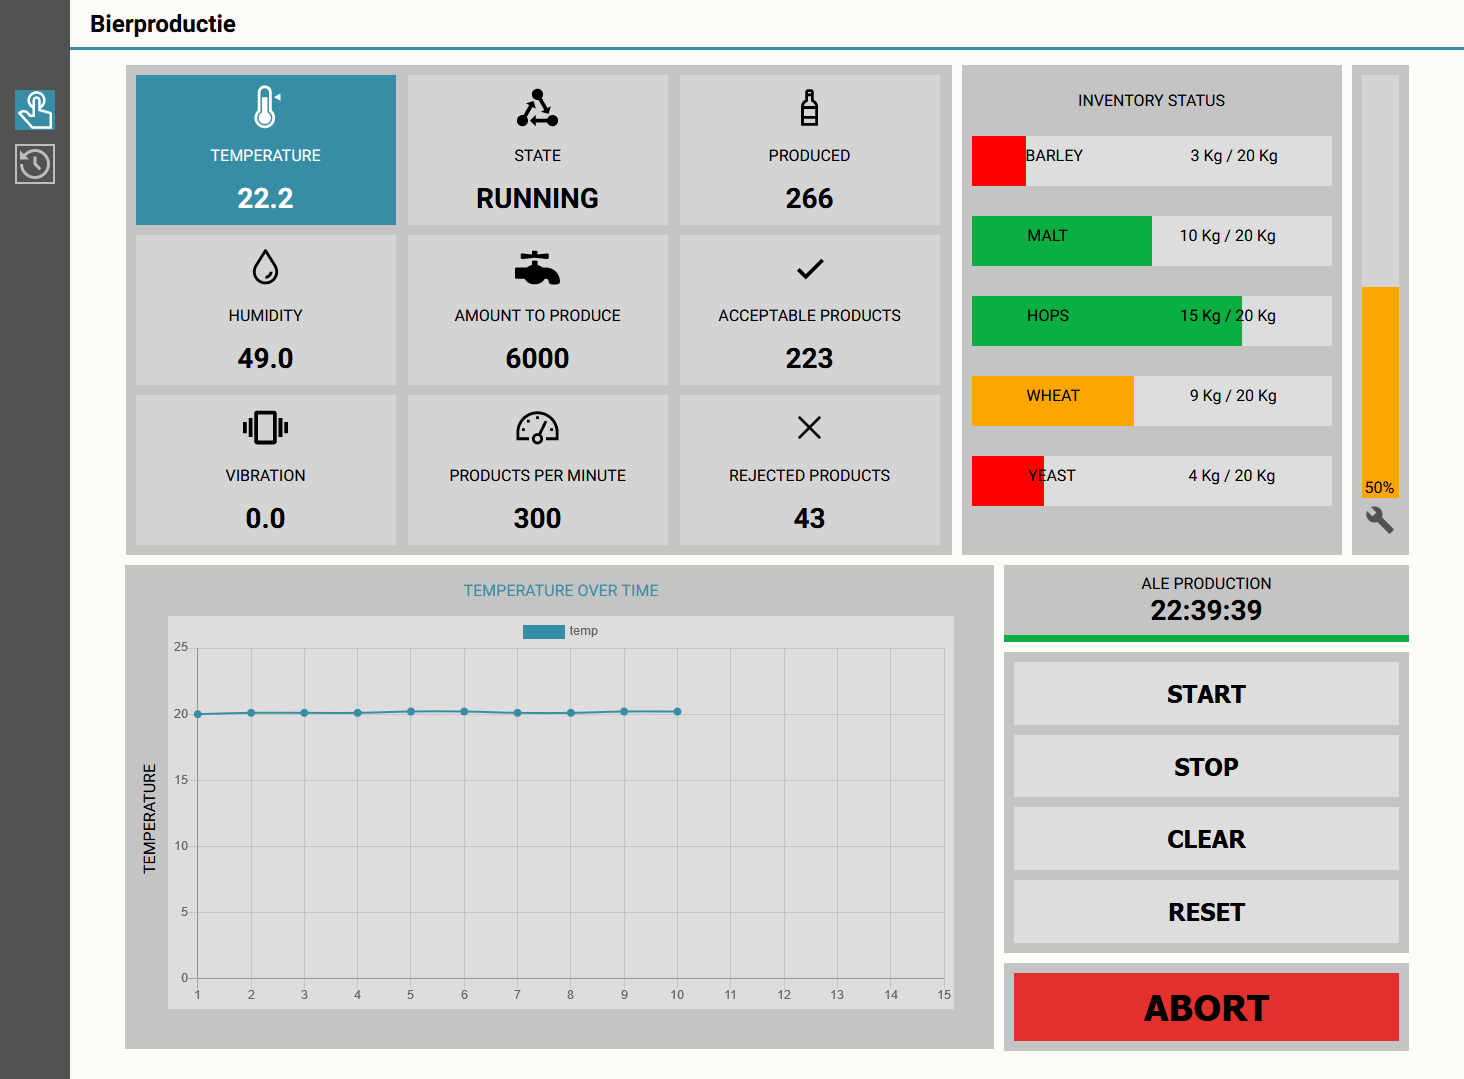 Bierproductie
TEMPERATURE
22.2
STATE
RUNNING
PRODUCED
266
HUMIDITY
49.0
AMOUNT TO PRODUCE
6000
ACCEPTABLE PRODUCTS
223
VIBRATION
0.0
PRODUCTS PER MINUTE
300
REJECTED PRODUCTS
43
INVENTORY STATUS
BARLEY 3 Kg / 20 Kg
MALT 10 Kg / 20 Kg
HOPS 15 Kg / 20 Kg
WHEAT 9 Kg / 20 Kg
YEAST 4 Kg / 20 Kg
50%
TEMPERATURE OVER TIME
temp
TEMPERATURE
25
20
15
10
5
0
1 2 3 4 5 6 7 8 9 10 11 12 13 14 15
ALE PRODUCTION
22:39:39
START
STOP
CLEAR
RESET
ABORT